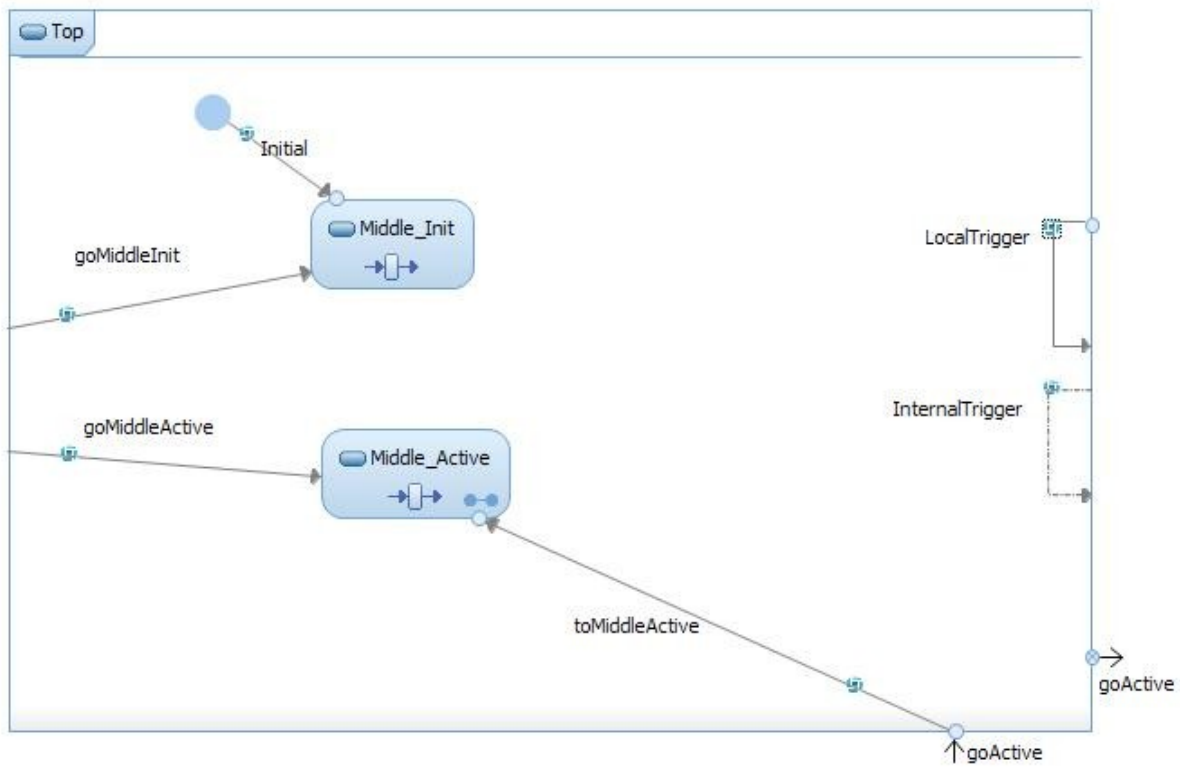 Top
Initial
Middle_Init
LocalTrigger
goMiddleInit
InternalTrigger
goMiddleActive
Middle_Active
toMiddleActive
goActive
goActive